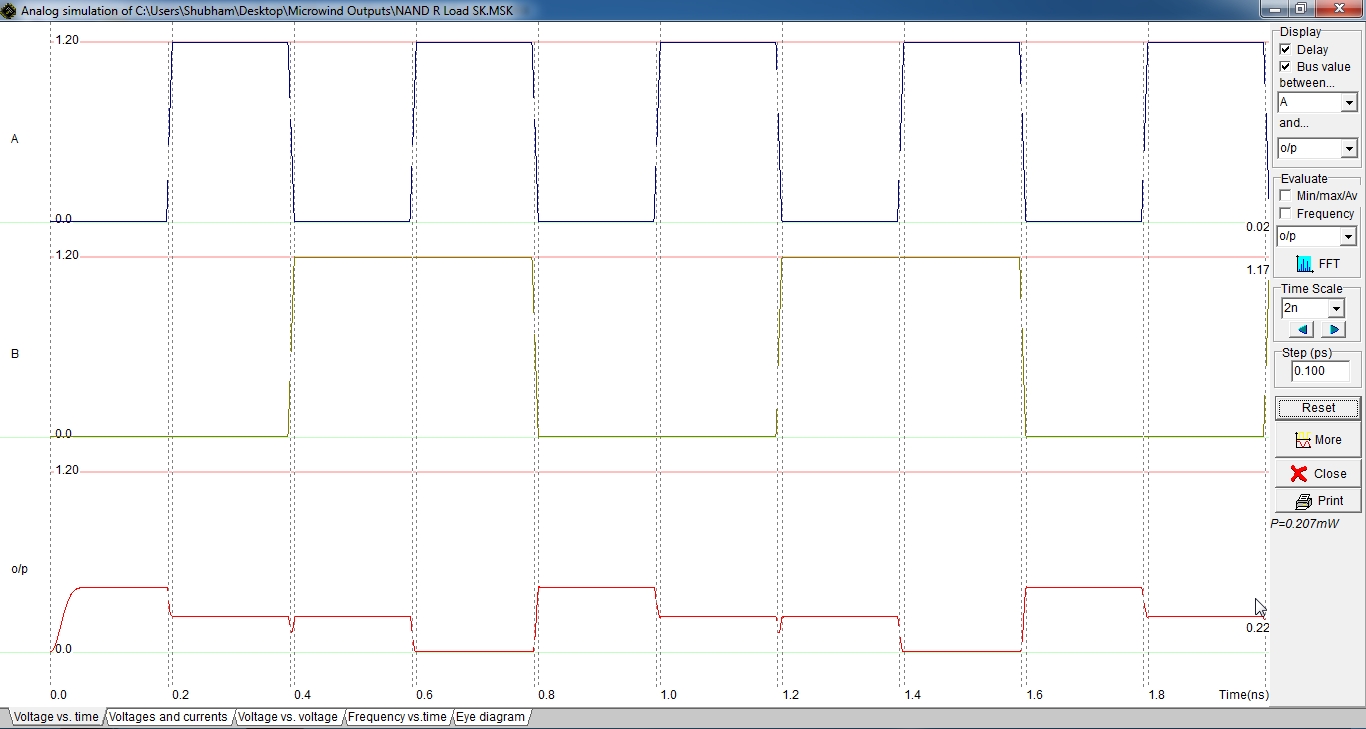 Analog simulation of C:\Users\Shubham\Desktop\Microwind Outputs\NAND R Load SK.MSK
1.20
A
0.0
0.02
1.20
1.17
B
0.0
1.20
o/p
0.22
0.0
0.0 0.2 0.4 0.6 0.8 1.0 1.2 1.4 1.6 1.8 Time(ns)
Voltage vs. time Voltages and currents Voltage vs. voltage Frequency vs.time Eye diagram
Display
Delay
Bus value
between...
A
and...
o/p
Evaluate
Min/max/Av
Frequency
o/p
FFT
Time Scale
2n
Step (ps)
0.100
Reset
More
Close
Print
P=0.207mW